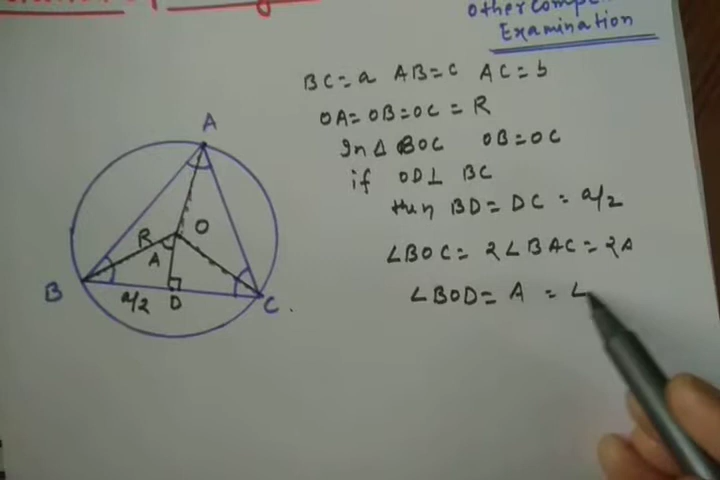 other
Examination
BC = a AB = c AC = b
OA = OB = OC = R
In Δ BOC OB = OC
if OD ⊥ BC
then BD = DC = a/2
∠BOC = 2∠BAC = 2A
∠BOD = A = ∠
A
R
O
A
B
a/2
D
C.